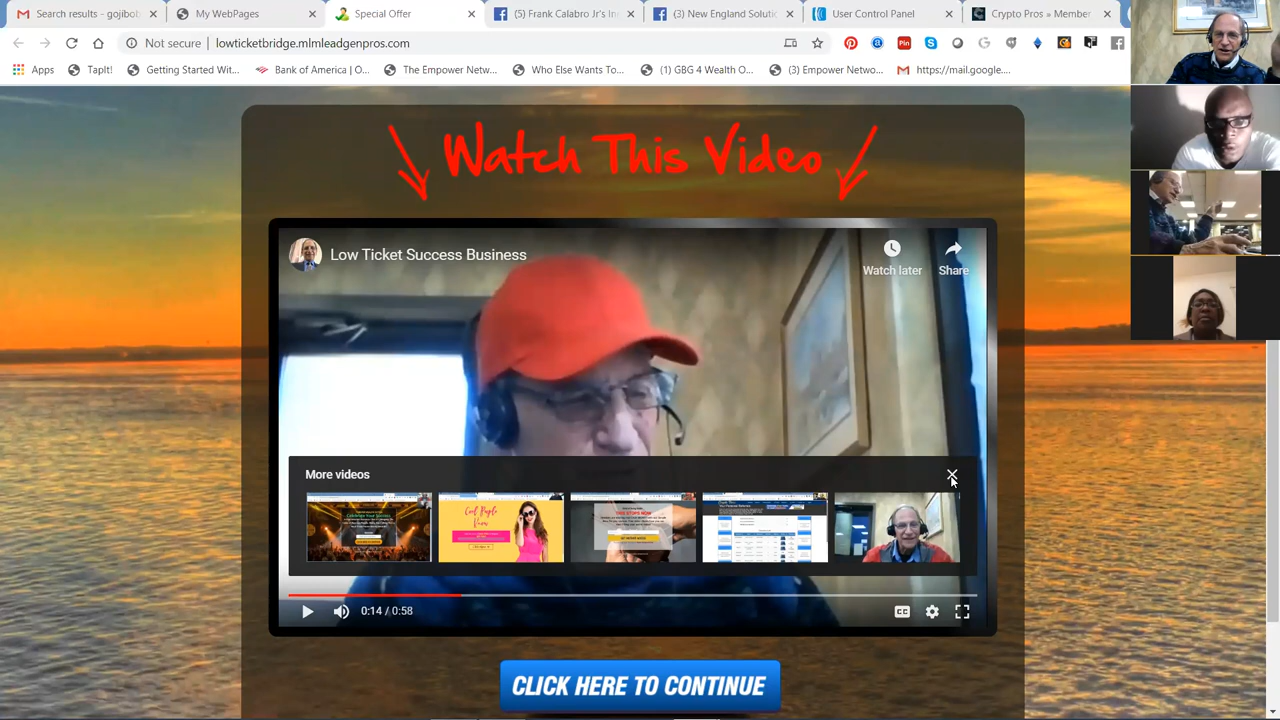 Search results - gojibo
My WebPages
Special Offer
(5) Frank Calabro Jr's Inc
(3) New England Soluti
User Control Panel
Crypto Pros » Member
Not secure
lowticketbridge.mlmleadgenpros.com
Apps
TapIt!
Getting Started Wit...
Bank of America | O...
The Empower Netw...
Who Else Wants To...
(1) GBG 4 Wealth O...
(3) Empower Netwo...
https://mail.google....
Watch This Video
Low Ticket Success Business
Watch later
Share
More videos
0:14 / 0:58
CC
CLICK HERE TO CONTINUE